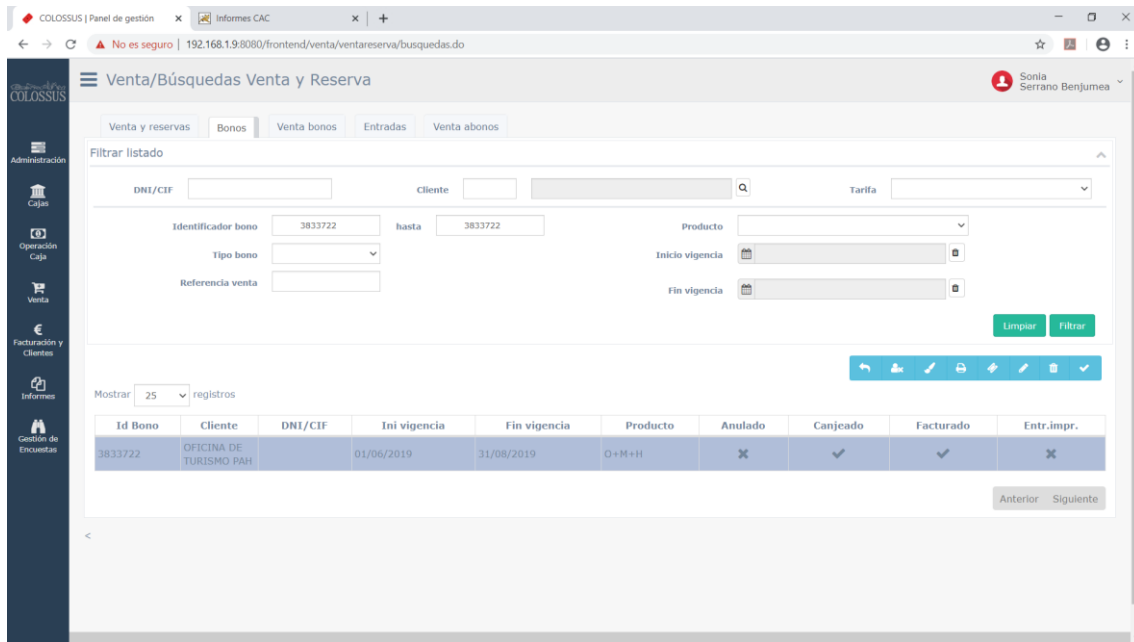 COLOSSUS | Panel de gestión
Informes CAC
No es seguro | 192.168.1.9:8080/frontend/venta/ventareserva/busquedas.do
COLOSSUS
Venta/Búsquedas Venta y Reserva
Sonia
Serrano Benjumea
Administración
Cajas
Operación
Caja
Venta
Facturación y
Clientes
Informes
Gestión de
Encuestas
Venta y reservas Bonos Venta bonos Entradas Venta abonos
Filtrar listado
DNI/CIF Cliente Tarifa
Identificador bono 3833722 hasta 3833722 Producto
Tipo bono Inicio vigencia
Referencia venta Fin vigencia
Limpiar Filtrar
Mostrar 25 registros
Id Bono Cliente DNI/CIF Ini vigencia Fin vigencia Producto Anulado Canjeado Facturado Entr.impr.
3833722 OFICINA DE TURISMO PAH 01/06/2019 31/08/2019 O+M+H
Anterior Siguiente
<